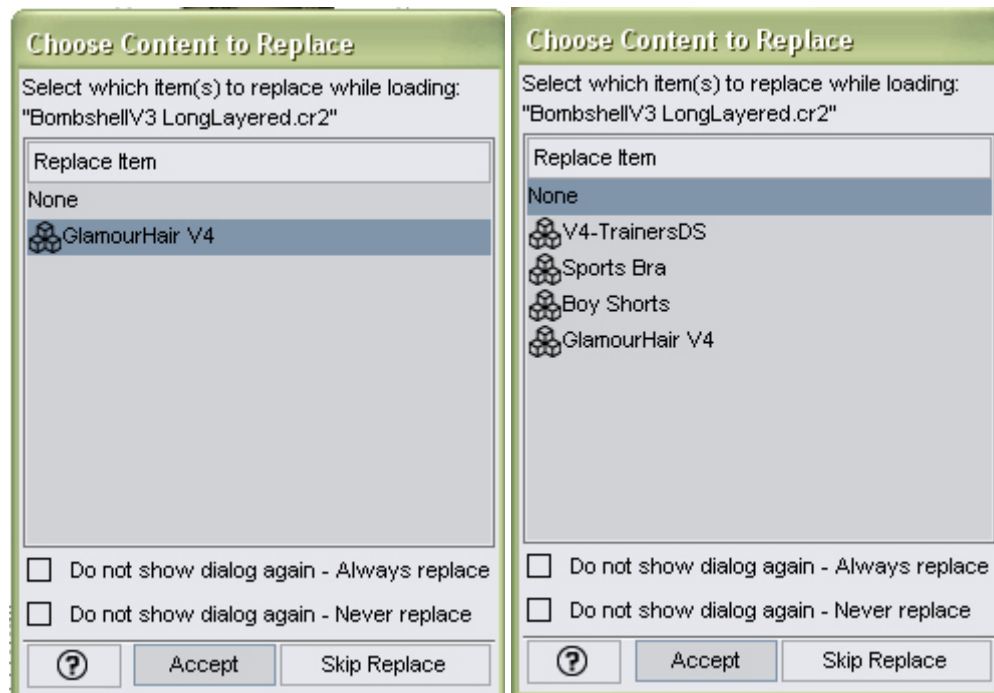 Choose Content to Replace
Select which item(s) to replace while loading:
"BombshellV3 LongLayered.cr2"
Replace Item
None
GlamourHair V4
Do not show dialog again - Always replace
Do not show dialog again - Never replace
?
Accept
Skip Replace
Choose Content to Replace
Select which item(s) to replace while loading:
"BombshellV3 LongLayered.cr2"
Replace Item
None
V4-TrainersDS
Sports Bra
Boy Shorts
GlamourHair V4
Do not show dialog again - Always replace
Do not show dialog again - Never replace
?
Accept
Skip Replace